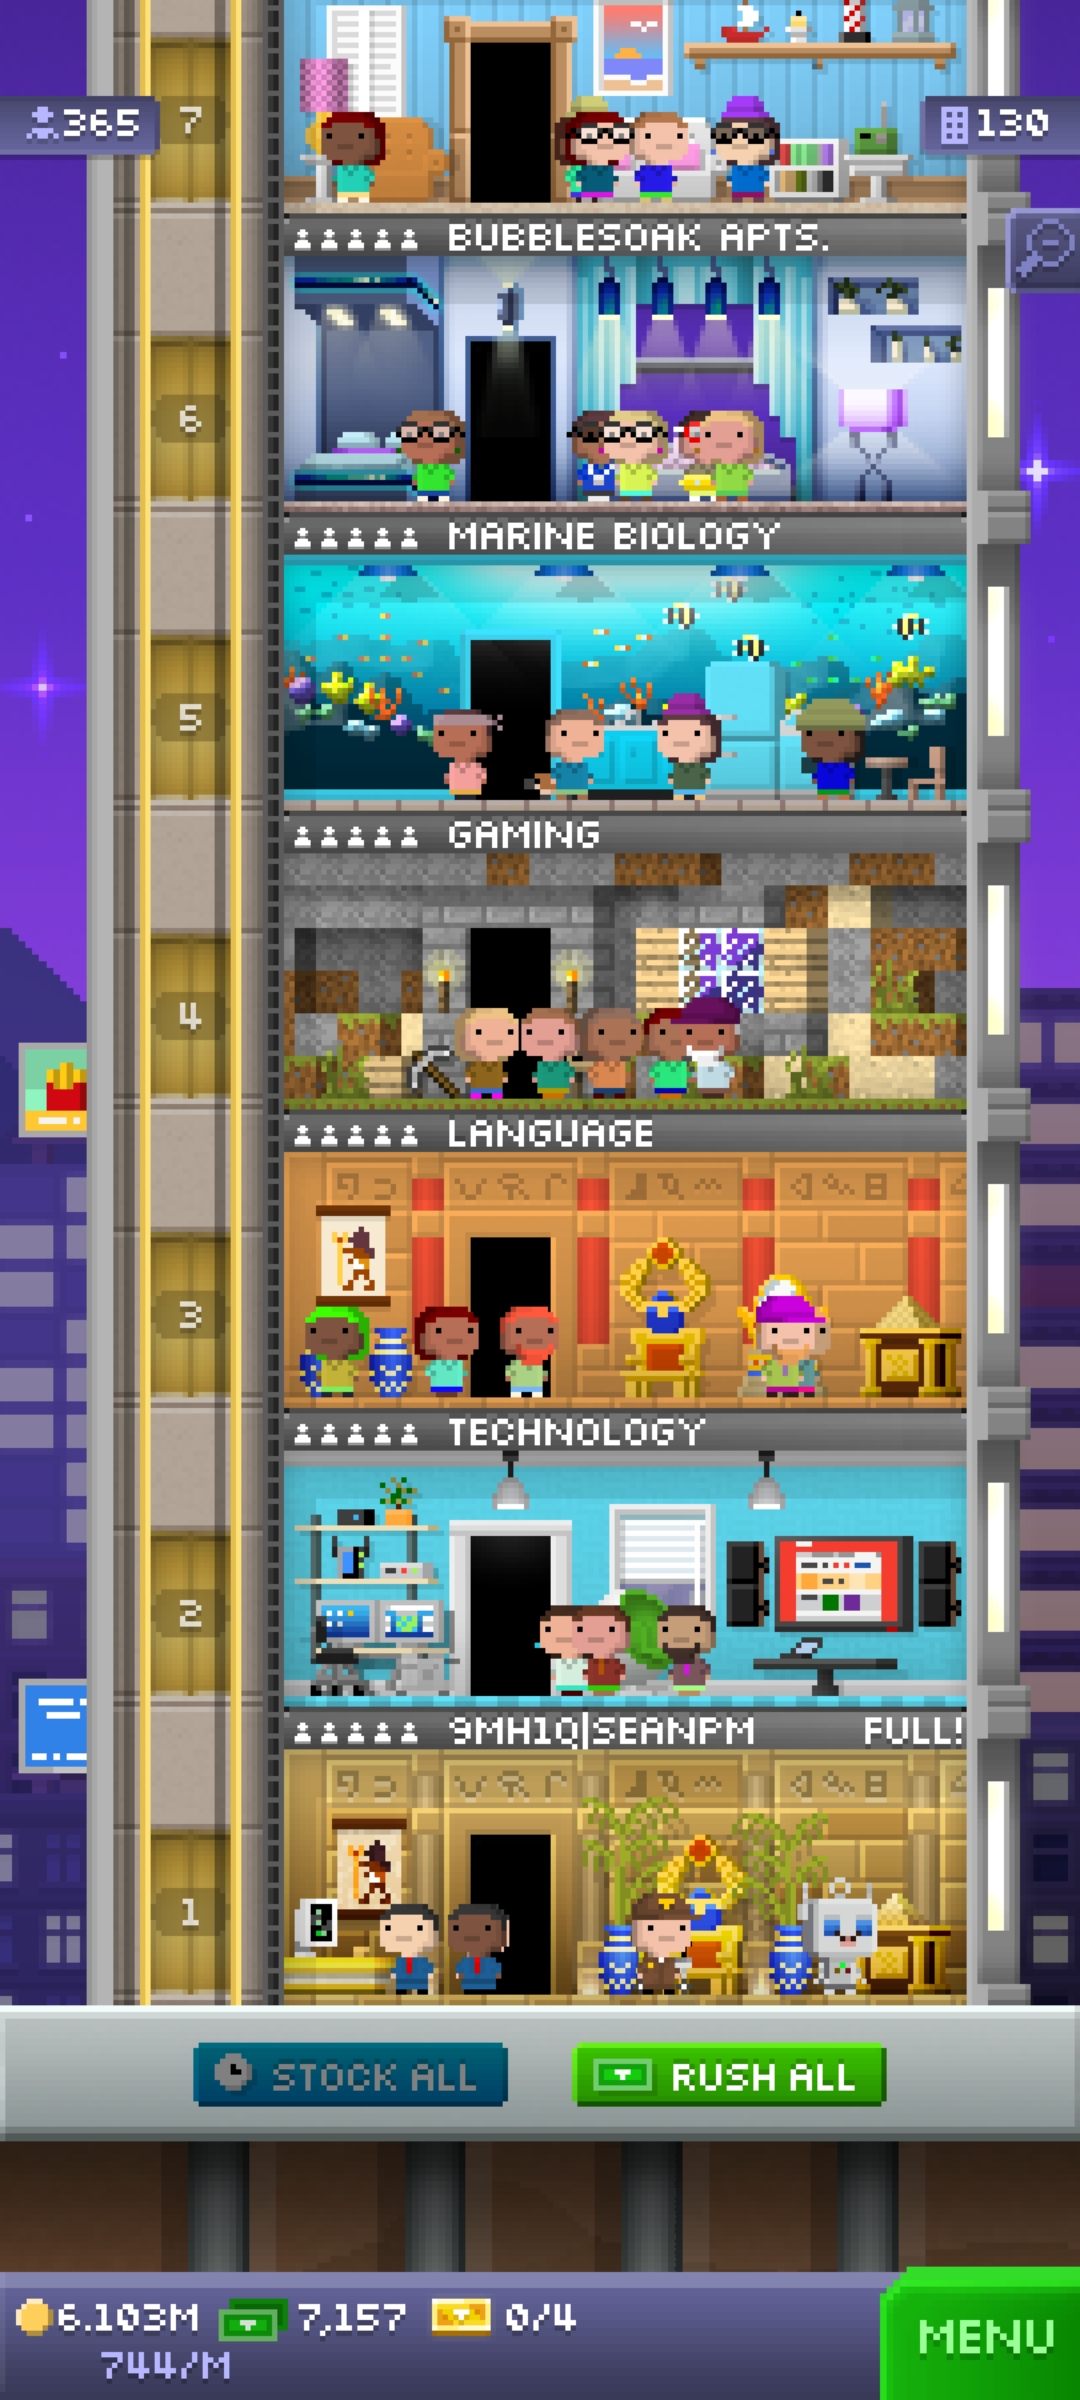 365
7
130
BUBBLESOAK APTS.
6
MARINE BIOLOGY
5
GAMING
4
LANGUAGE
3
TECHNOLOGY
2
9MH1Q|SEANPM FULL!
1
STOCK ALL
RUSH ALL
6.103M 7,157 0/4
744/M
MENU